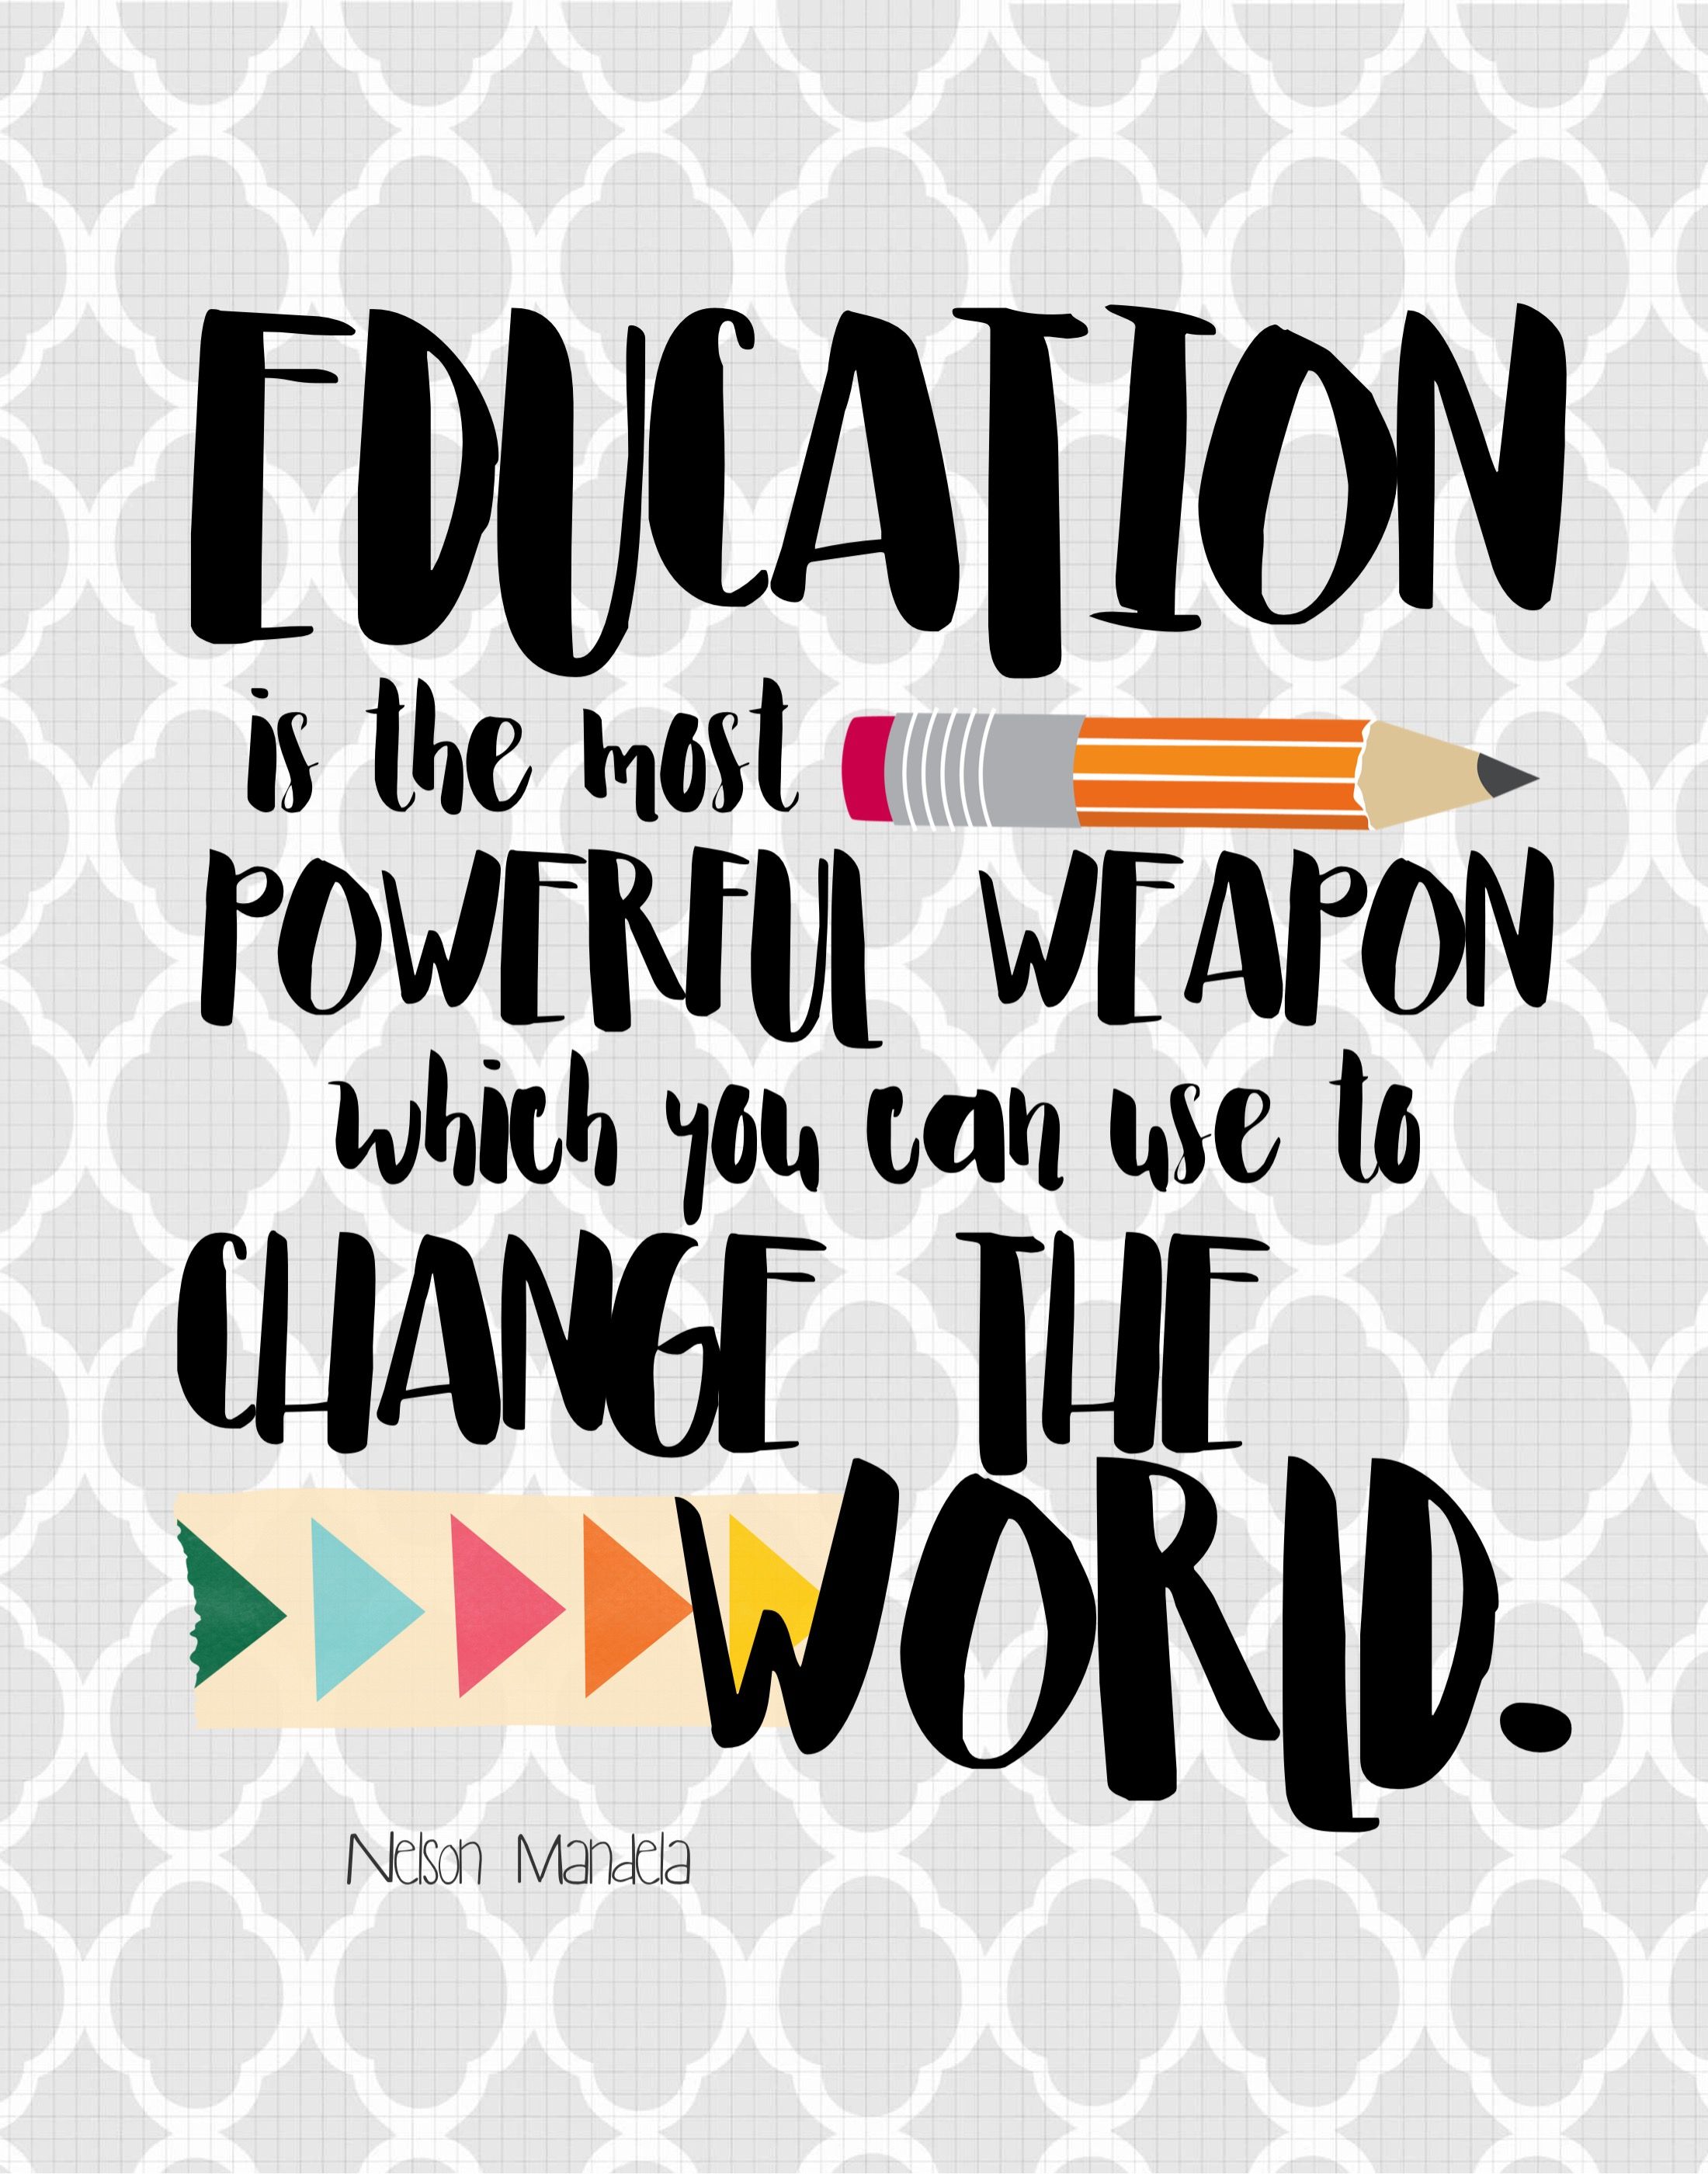 EDUCATION
is the most
POWERFUL WEAPON
which you can use to
CHANGE THE
WORLD.
Nelson Mandela